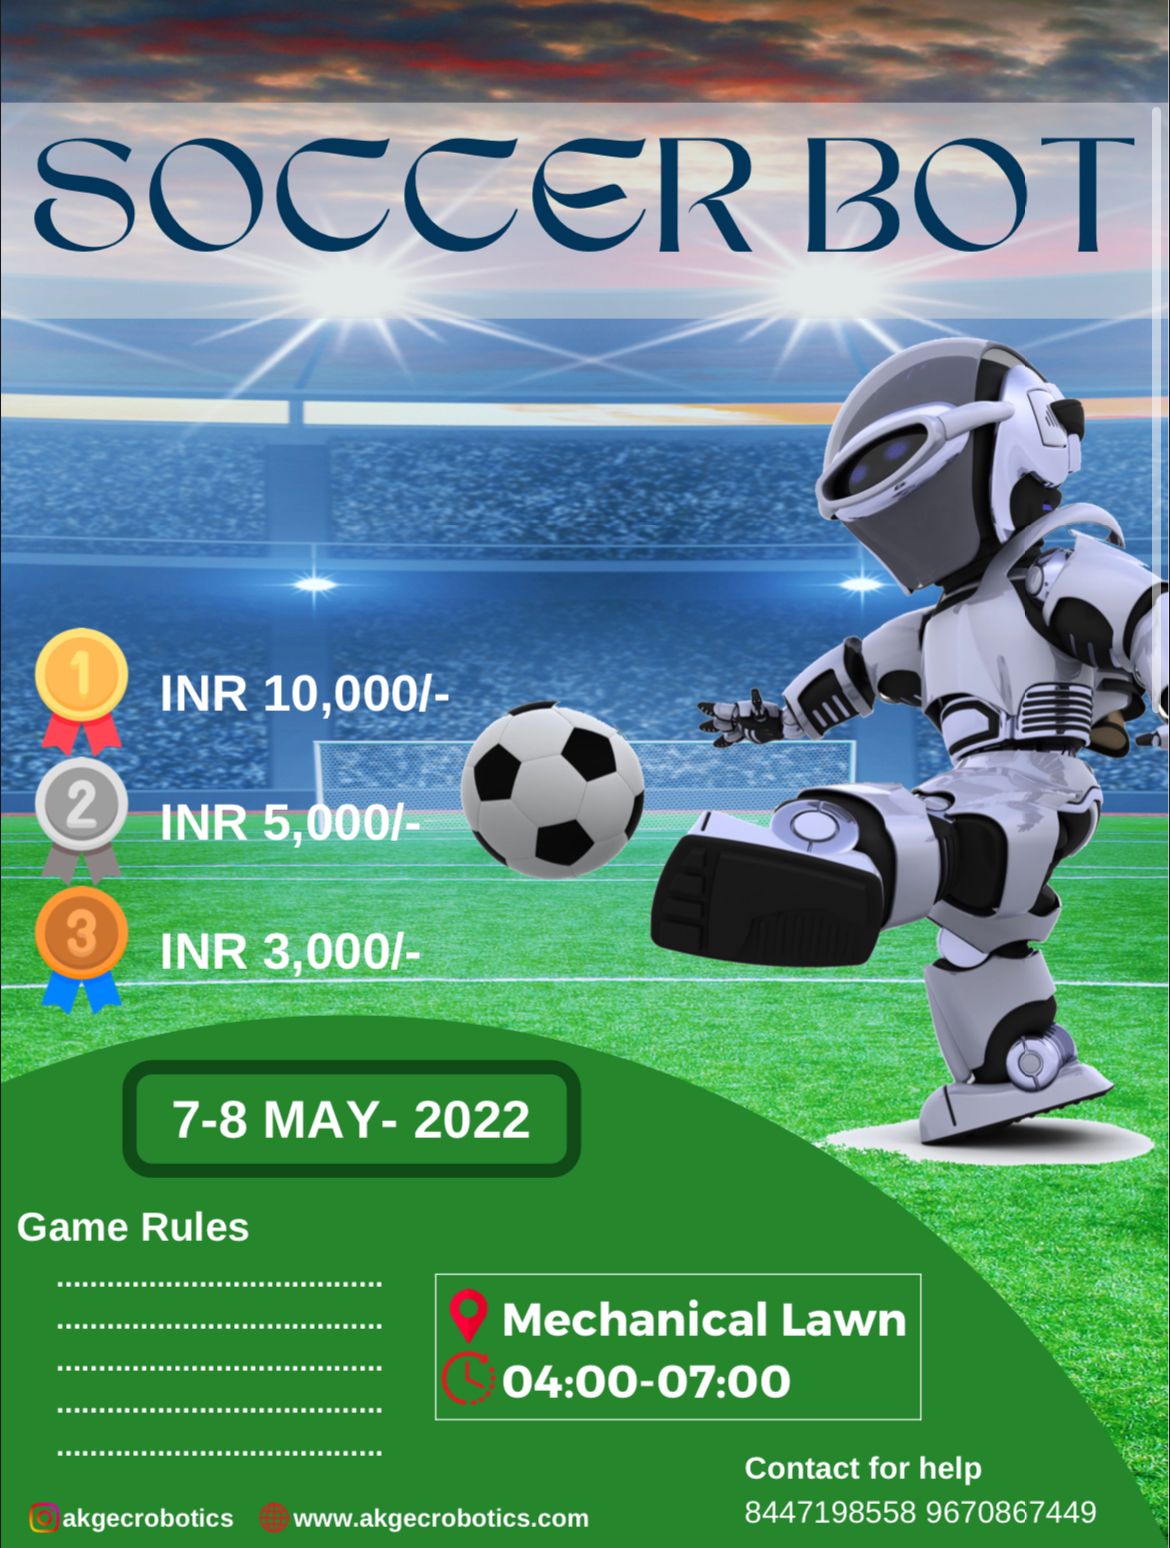 SOCCER BOT
1
INR 10,000/-
2
INR 5,000/-
3
INR 3,000/-
7-8 MAY- 2022
Game Rules
.......................................
.......................................
.......................................
.......................................
.......................................
Mechanical Lawn
04:00-07:00
Contact for help
8447198558 9670867449
akgecrobotics www.akgecrobotics.com